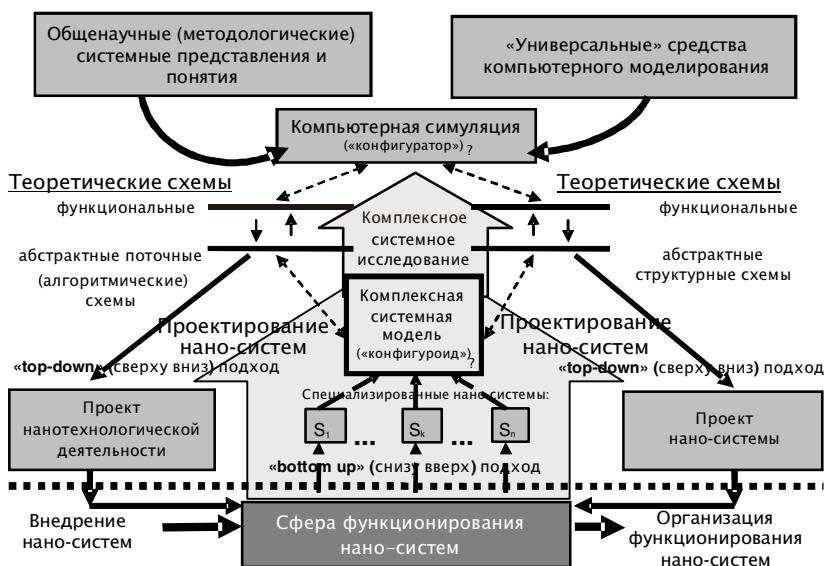 Общенаучные (методологические)
системные представления и
понятия
«Универсальные» средства
компьютерного моделирования
Компьютерная симуляция
(«конфигуратор») ?
Теоретические схемы
функциональные
абстрактные поточные
(алгоритмические)
схемы
Теоретические схемы
функциональные
абстрактные
структурные схемы
Комплексное
системное
исследование
Комплексная
системная
модель
(«конфигуроид») ?
Проектирование
нано-систем
Проектирование
нано-систем
«top-down» (сверху вниз) подход
«top-down» (сверху вниз) подход
Специализированные нано-системы:
Проект
нанотехнологической
деятельности
S1 ... Sk ... Sn
Проект
нано-системы
«bottom up» (снизу вверх) подход
Внедрение
нано-систем
Сфера функционирования
нано-систем
Организация
функционирования
нано-систем